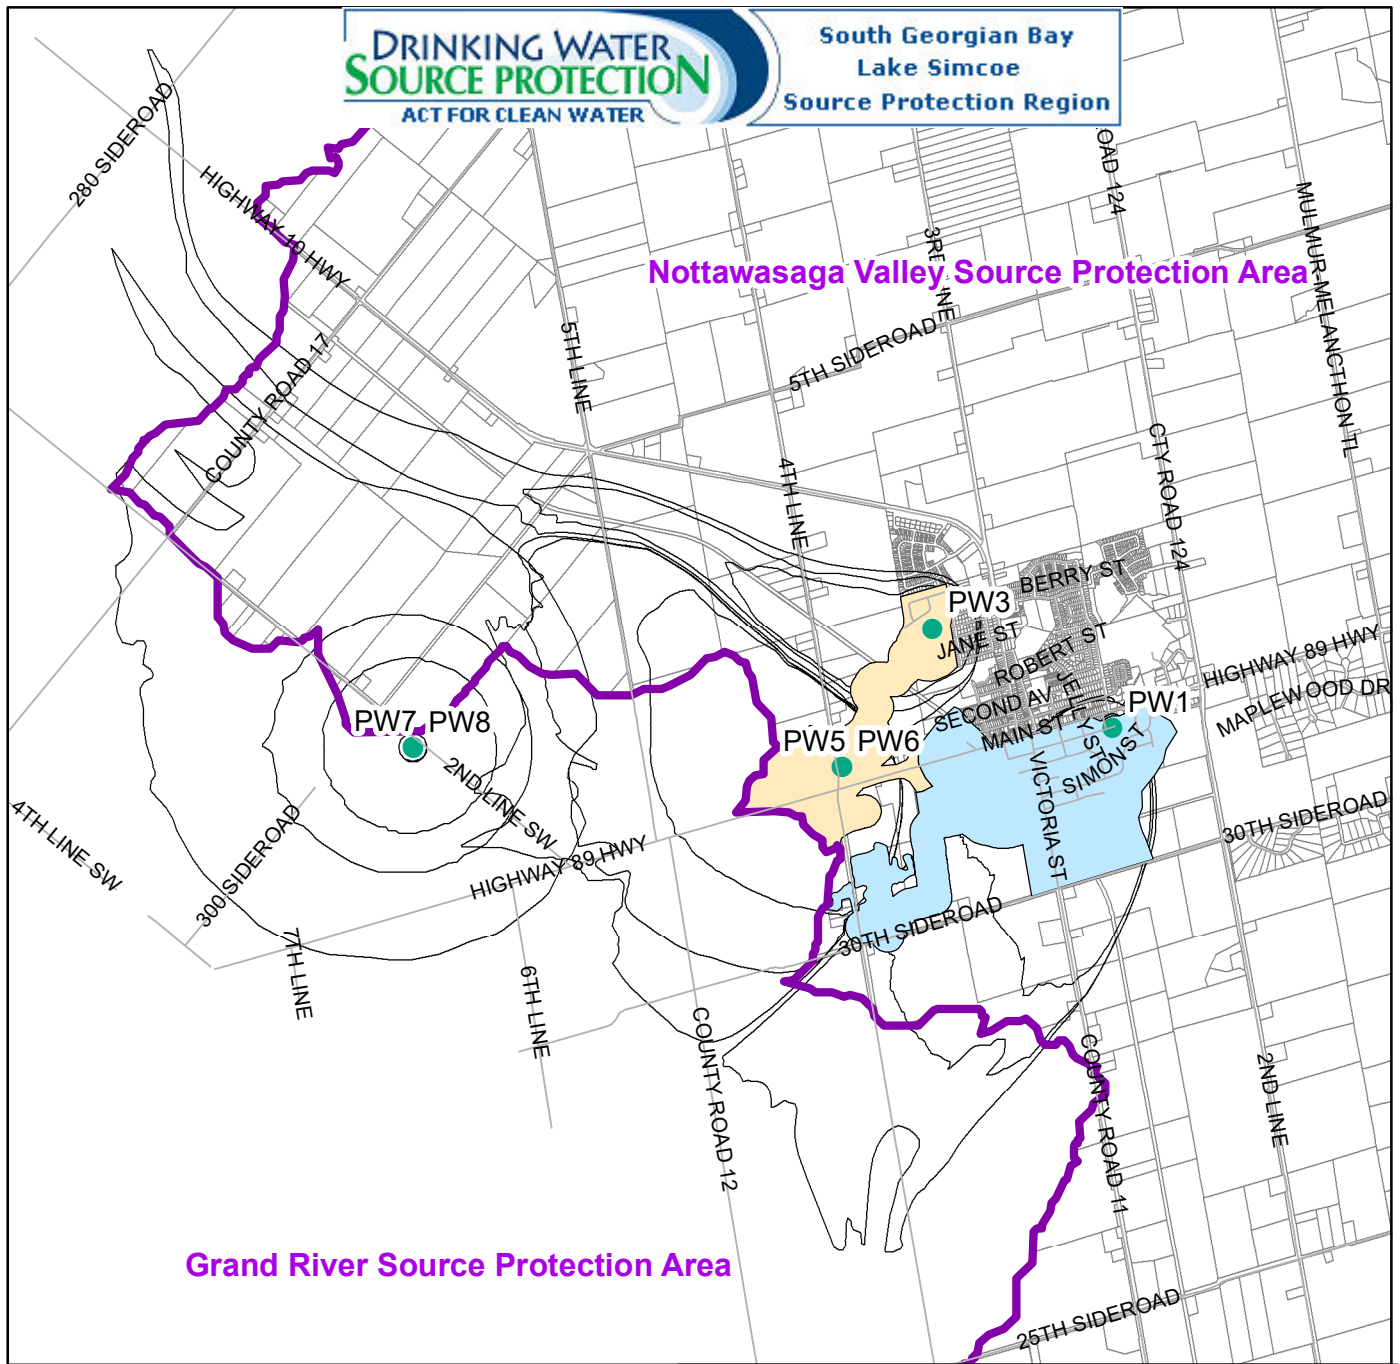 DRINKING WATER
SOURCE PROTECTION
ACT FOR CLEAN WATER
South Georgian Bay
Lake Simcoe
Source Protection Region
280 SIDEROAD
HIGHWAY 10 HWY
COUNTY ROAD 17
5TH LINE
Nottawasaga Valley Source Protection Area
3RD LINE
5TH SIDEROAD
ROAD 124
MULMUR-MELANCTHON TL
4TH LINE
CTY ROAD 124
BERRY ST
PW3
JANE ST
ROBERT ST
SECOND AV
JELLY ST
MAIN ST
PW1
SIMON ST
VICTORIA ST
HIGHWAY 89 HWY
MAPLEWOOD DR
30TH SIDEROAD
PW5 PW6
PW7 PW8
2ND LINE SW
4TH LINE SW
300 SIDEROAD
HIGHWAY 89 HWY
7TH LINE
6TH LINE
30TH SIDEROAD
COUNTY ROAD 12
COUNTY ROAD 11
2ND LINE
Grand River Source Protection Area
25TH SIDEROAD